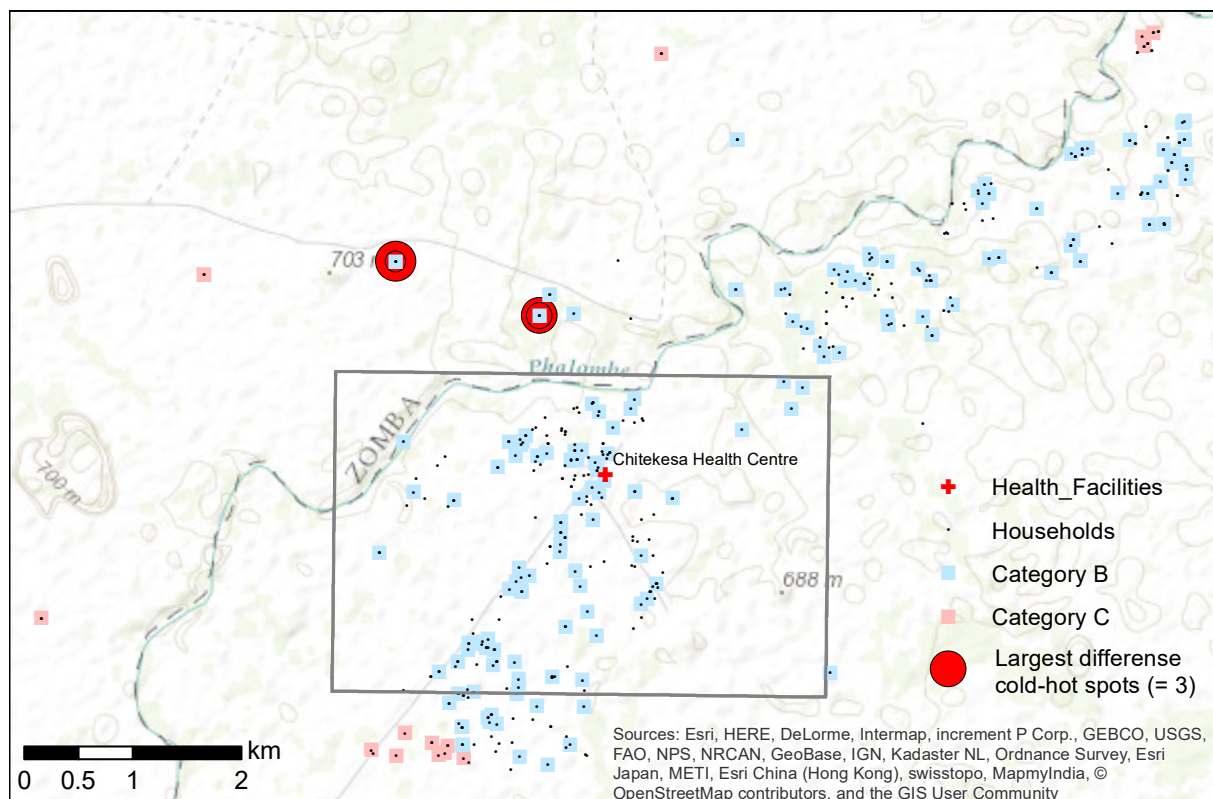 703 m
Phalombe
ZOMBA
700 m
Chitekesa Health Centre
688 m
Health_Facilities
Households
Category B
Category C
Largest differense
cold-hot spots (= 3)
km
0 0.5 1 2
Sources: Esri, HERE, DeLorme, Intermap, increment P Corp., GEBCO, USGS,
FAO, NPS, NRCAN, GeoBase, IGN, Kadaster NL, Ordnance Survey, Esri
Japan, METI, Esri China (Hong Kong), swisstopo, MapmyIndia, ©
OpenStreetMap contributors, and the GIS User Community